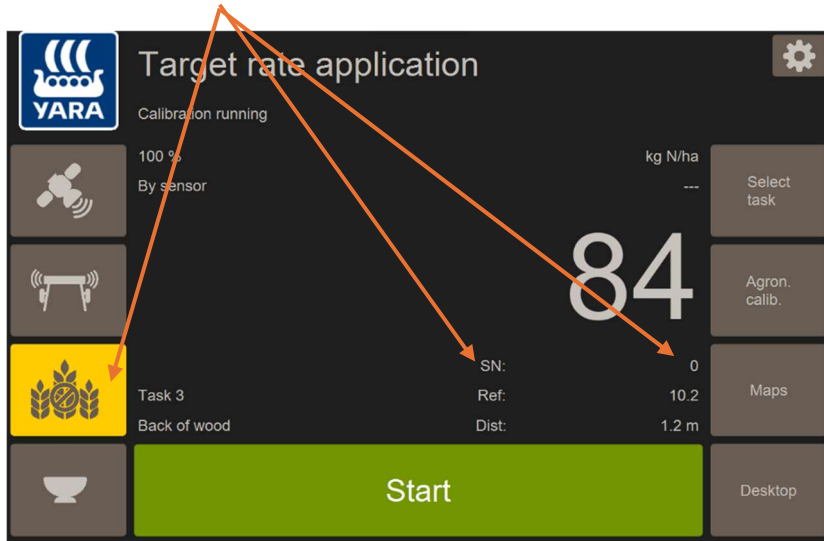 YARA
Target rate application
Calibration running
100 %
kg N/ha
By sensor
---
Select
task
84
Agron.
calib.
SN:
0
Task 3
Ref:
10.2
Maps
Back of wood
Dist:
1.2 m
Start
Desktop